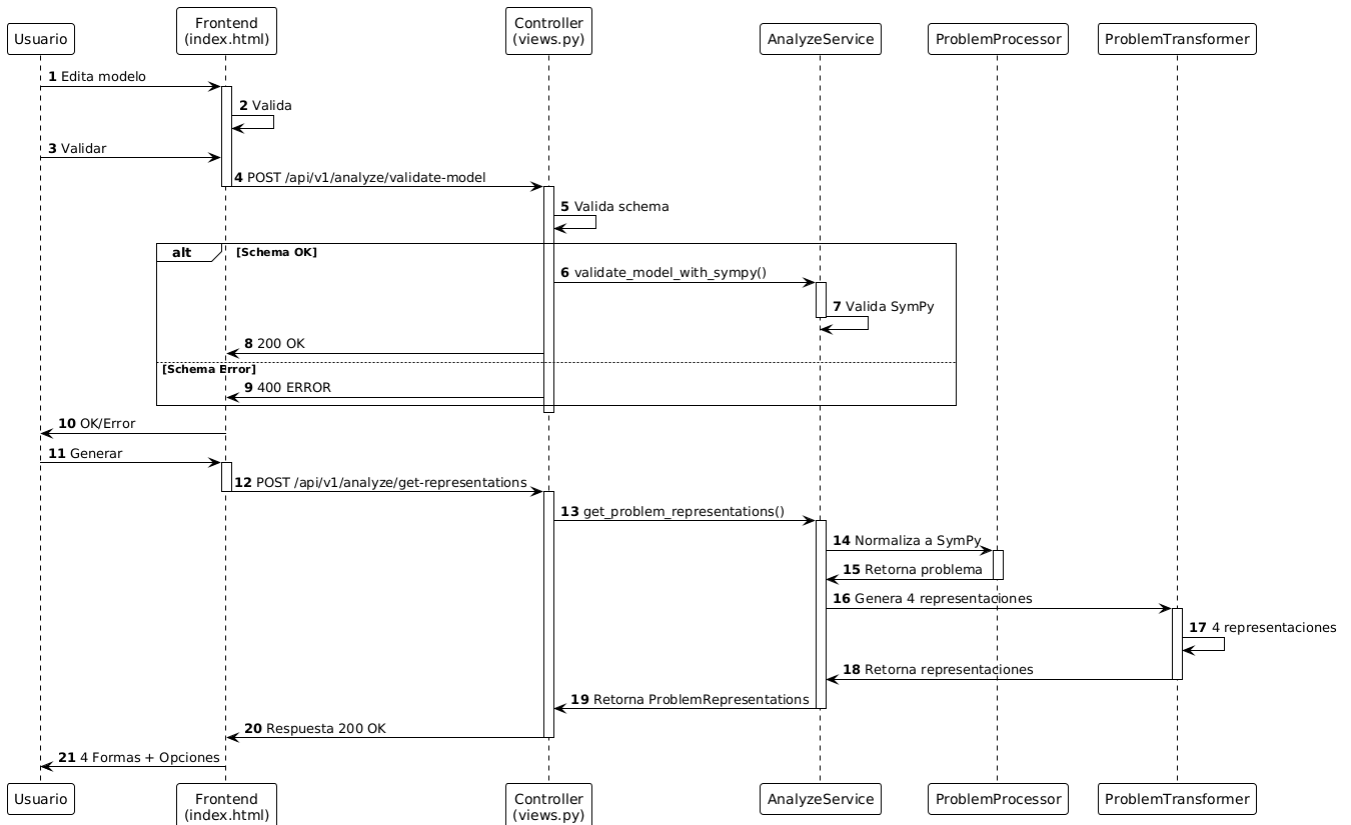 Usuario
Frontend
(index.html)
Controller
(views.py)
AnalyzeService
ProblemProcessor
ProblemTransformer
1 Edita modelo
2 Valida
3 Validar
4 POST /api/v1/analyze/validate-model
5 Valida schema
alt [Schema OK]
6 validate_model_with_sympy()
7 Valida SymPy
8 200 OK
[Schema Error]
9 400 ERROR
10 OK/Error
11 Generar
12 POST /api/v1/analyze/get-representations
13 get_problem_representations()
14 Normaliza a SymPy
15 Retorna problema
16 Genera 4 representaciones
17 4 representaciones
18 Retorna representaciones
19 Retorna ProblemRepresentations
20 Respuesta 200 OK
21 4 Formas + Opciones
Usuario
Frontend
(index.html)
Controller
(views.py)
AnalyzeService
ProblemProcessor
ProblemTransformer